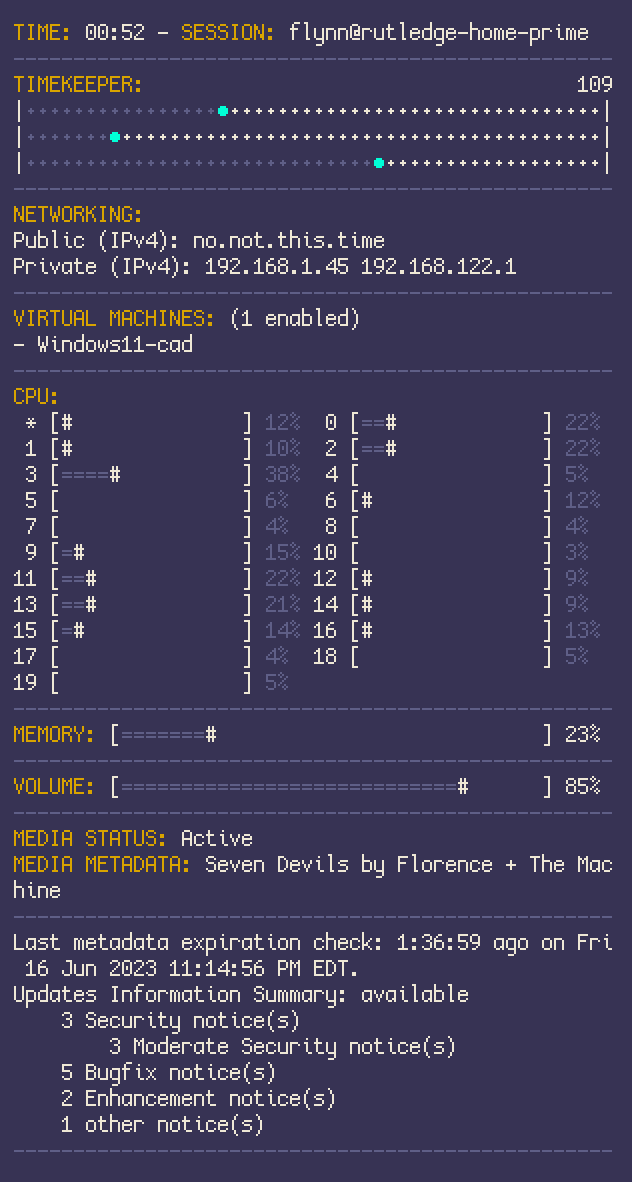 TIME: 00:52 - SESSION: flynn@rutledge-home-prime
--------------------------------------------------
TIMEKEEPER: 109
|················●·······························|
|·······●········································|
|·····························●··················|
--------------------------------------------------
NETWORKING:
Public (IPv4): no.not.this.time
Private (IPv4): 192.168.1.45 192.168.122.1
--------------------------------------------------
VIRTUAL MACHINES: (1 enabled)
- Windows11-cad
--------------------------------------------------
CPU:
 * [#              ] 12%  0 [==#            ] 22%
 1 [#              ] 10%  2 [==#            ] 22%
 3 [====#          ] 38%  4 [               ] 5%
 5 [               ] 6%   6 [#              ] 12%
 7 [               ] 4%   8 [               ] 4%
 9 [=#             ] 15% 10 [               ] 3%
11 [==#            ] 22% 12 [#              ] 9%
13 [==#            ] 21% 14 [#              ] 9%
15 [=#             ] 14% 16 [#              ] 13%
17 [               ] 4%  18 [               ] 5%
19 [               ] 5%
--------------------------------------------------
MEMORY: [=======#                           ] 23%
--------------------------------------------------
VOLUME: [============================#      ] 85%
--------------------------------------------------
MEDIA STATUS: Active
MEDIA METADATA: Seven Devils by Florence + The Mac
hine
--------------------------------------------------
Last metadata expiration check: 1:36:59 ago on Fri
 16 Jun 2023 11:14:56 PM EDT.
Updates Information Summary: available
    3 Security notice(s)
        3 Moderate Security notice(s)
    5 Bugfix notice(s)
    2 Enhancement notice(s)
    1 other notice(s)
--------------------------------------------------